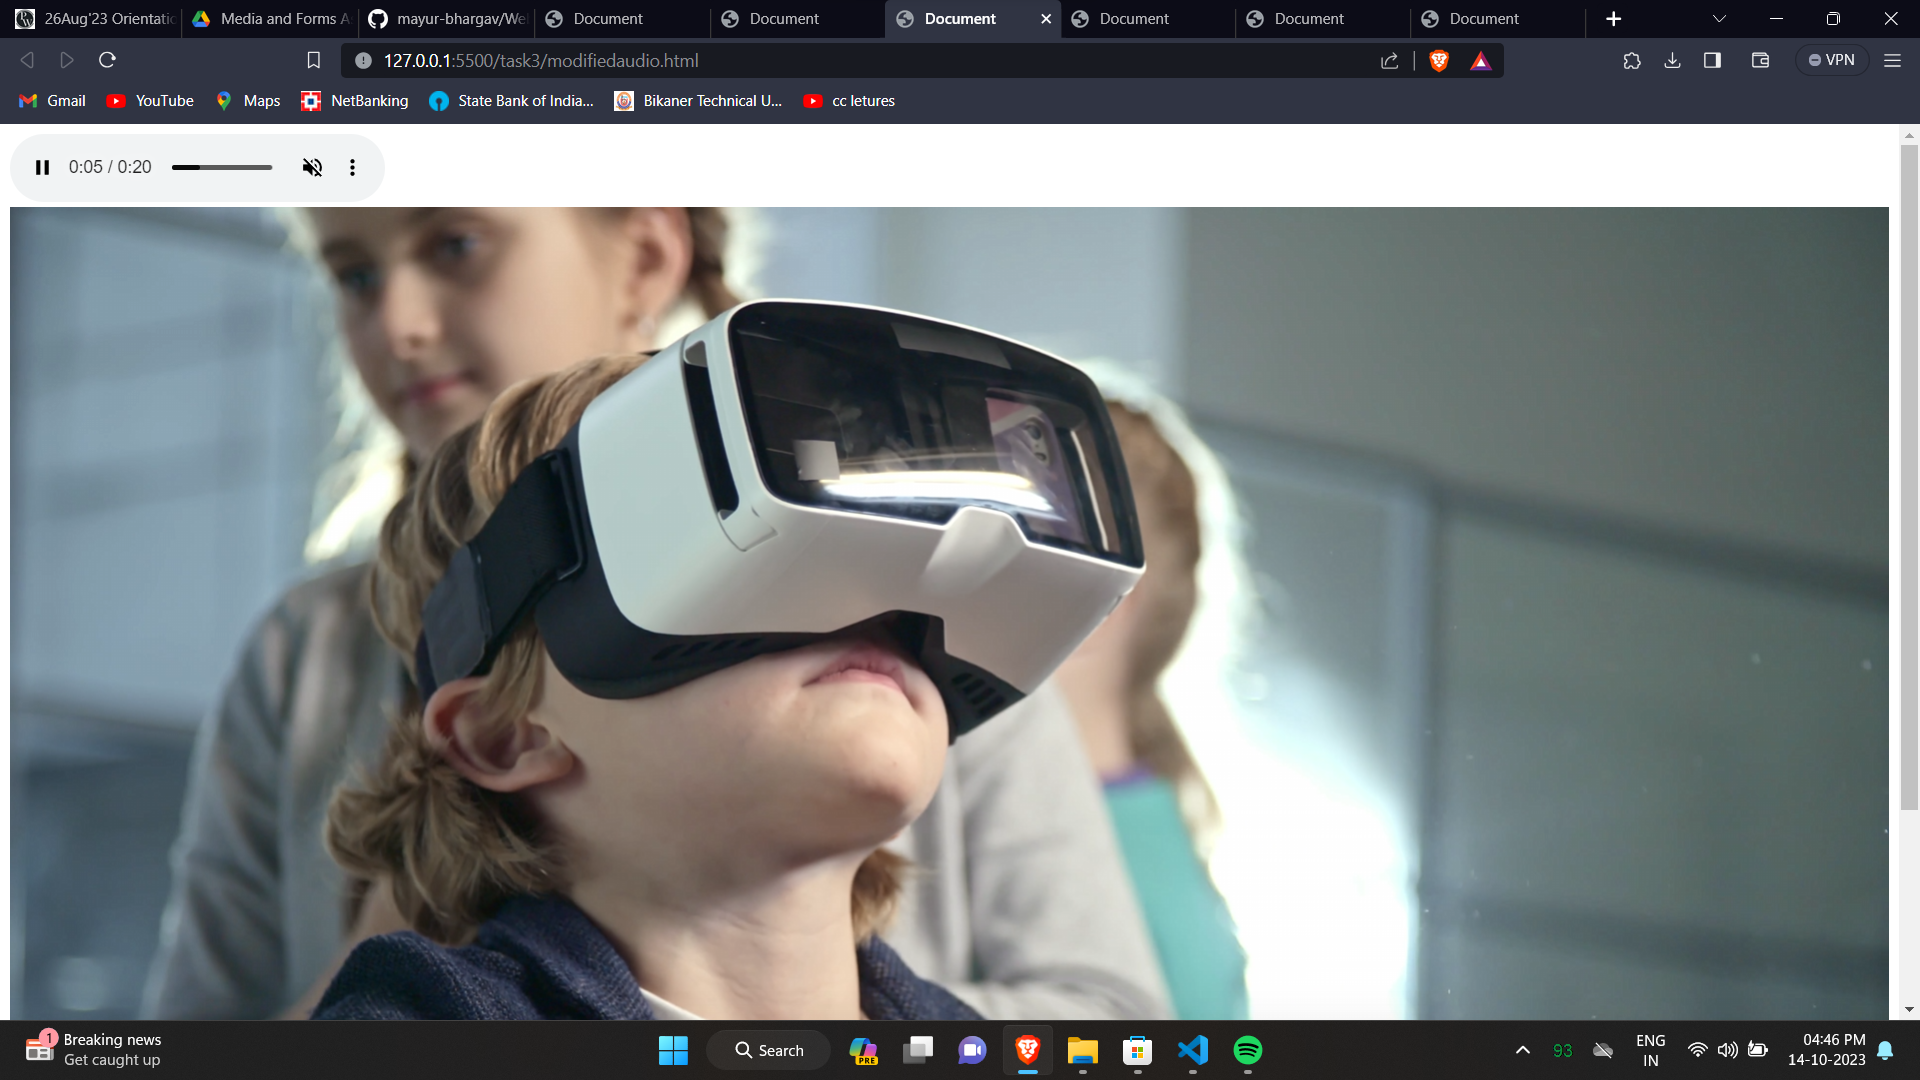 26Aug'23 Orientatio
Media and Forms A
mayur-bhargav/We
Document
Document
Document
Document
Document
Document
127.0.0.1:5500/task3/modifiedaudio.html
VPN
Gmail
YouTube
Maps
NetBanking
State Bank of India...
Bikaner Technical U...
cc letures
0:05 / 0:20
1
Breaking news
Get caught up
Search
PRE
93
ENG
IN
04:46 PM
14-10-2023